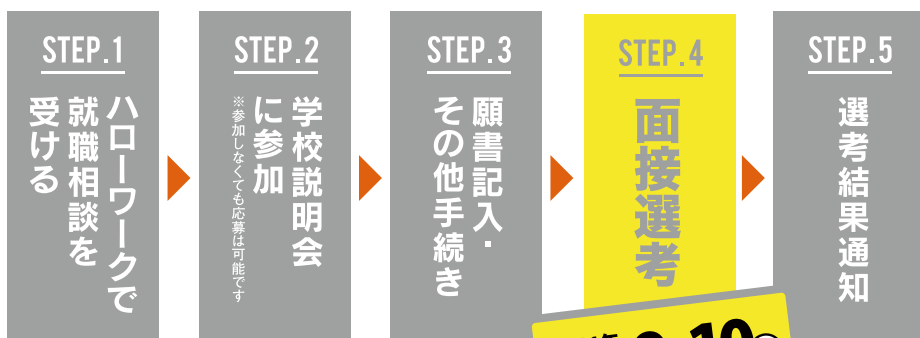 STEP.1
ハローワークで
就職相談を
受ける
STEP.2
学校説明会
に参加
※参加しなくても応募は可能です
STEP.3
願書記入・
その他手続き
STEP.4
面接選考
STEP.5
選考結果通知